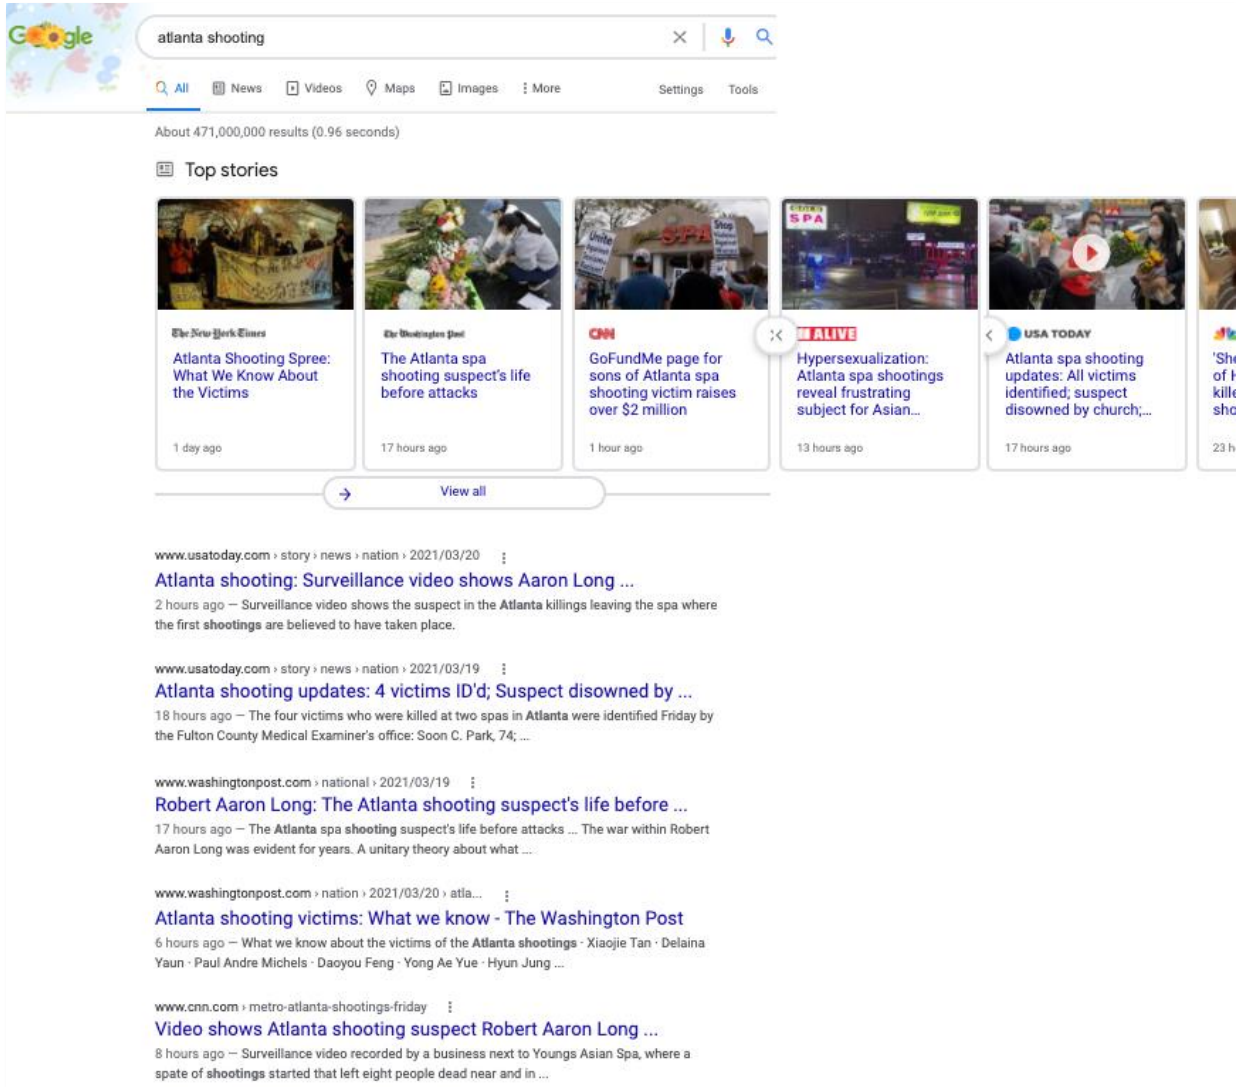 Google
atlanta shooting
All
News
Videos
Maps
Images
More
Settings
Tools
About 471,000,000 results (0.96 seconds)
Top stories
Unite
Stop
SPA
SPA
The New York Times
Atlanta Shooting Spree:
What We Know About
the Victims
1 day ago
The Washington Post
The Atlanta spa
shooting suspect's life
before attacks
17 hours ago
CNN
GoFundMe page for
sons of Atlanta spa
shooting victim raises
over $2 million
1 hour ago
ALIVE
Hypersexualization:
Atlanta spa shootings
reveal frustrating
subject for Asian...
13 hours ago
USA TODAY
Atlanta spa shooting
updates: All victims
identified; suspect
disowned by church;...
17 hours ago
'She
of H
kille
sho
23 h
View all
www.usatoday.com › story › news › nation › 2021/03/20
Atlanta shooting: Surveillance video shows Aaron Long ...
2 hours ago — Surveillance video shows the suspect in the Atlanta killings leaving the spa where
the first shootings are believed to have taken place.
www.usatoday.com › story › news › nation › 2021/03/19
Atlanta shooting updates: 4 victims ID'd; Suspect disowned by ...
18 hours ago — The four victims who were killed at two spas in Atlanta were identified Friday by
the Fulton County Medical Examiner's office: Soon C. Park, 74; ...
www.washingtonpost.com › national › 2021/03/19
Robert Aaron Long: The Atlanta shooting suspect's life before ...
17 hours ago — The Atlanta spa shooting suspect's life before attacks ... The war within Robert
Aaron Long was evident for years. A unitary theory about what ...
www.washingtonpost.com › nation › 2021/03/20 › atla...
Atlanta shooting victims: What we know - The Washington Post
6 hours ago — What we know about the victims of the Atlanta shootings · Xiaojie Tan · Delaina
Yaun · Paul Andre Michels · Daoyou Feng · Yong Ae Yue · Hyun Jung ...
www.cnn.com › metro-atlanta-shootings-friday
Video shows Atlanta shooting suspect Robert Aaron Long ...
8 hours ago — Surveillance video recorded by a business next to Youngs Asian Spa, where a
spate of shootings started that left eight people dead near and in ...